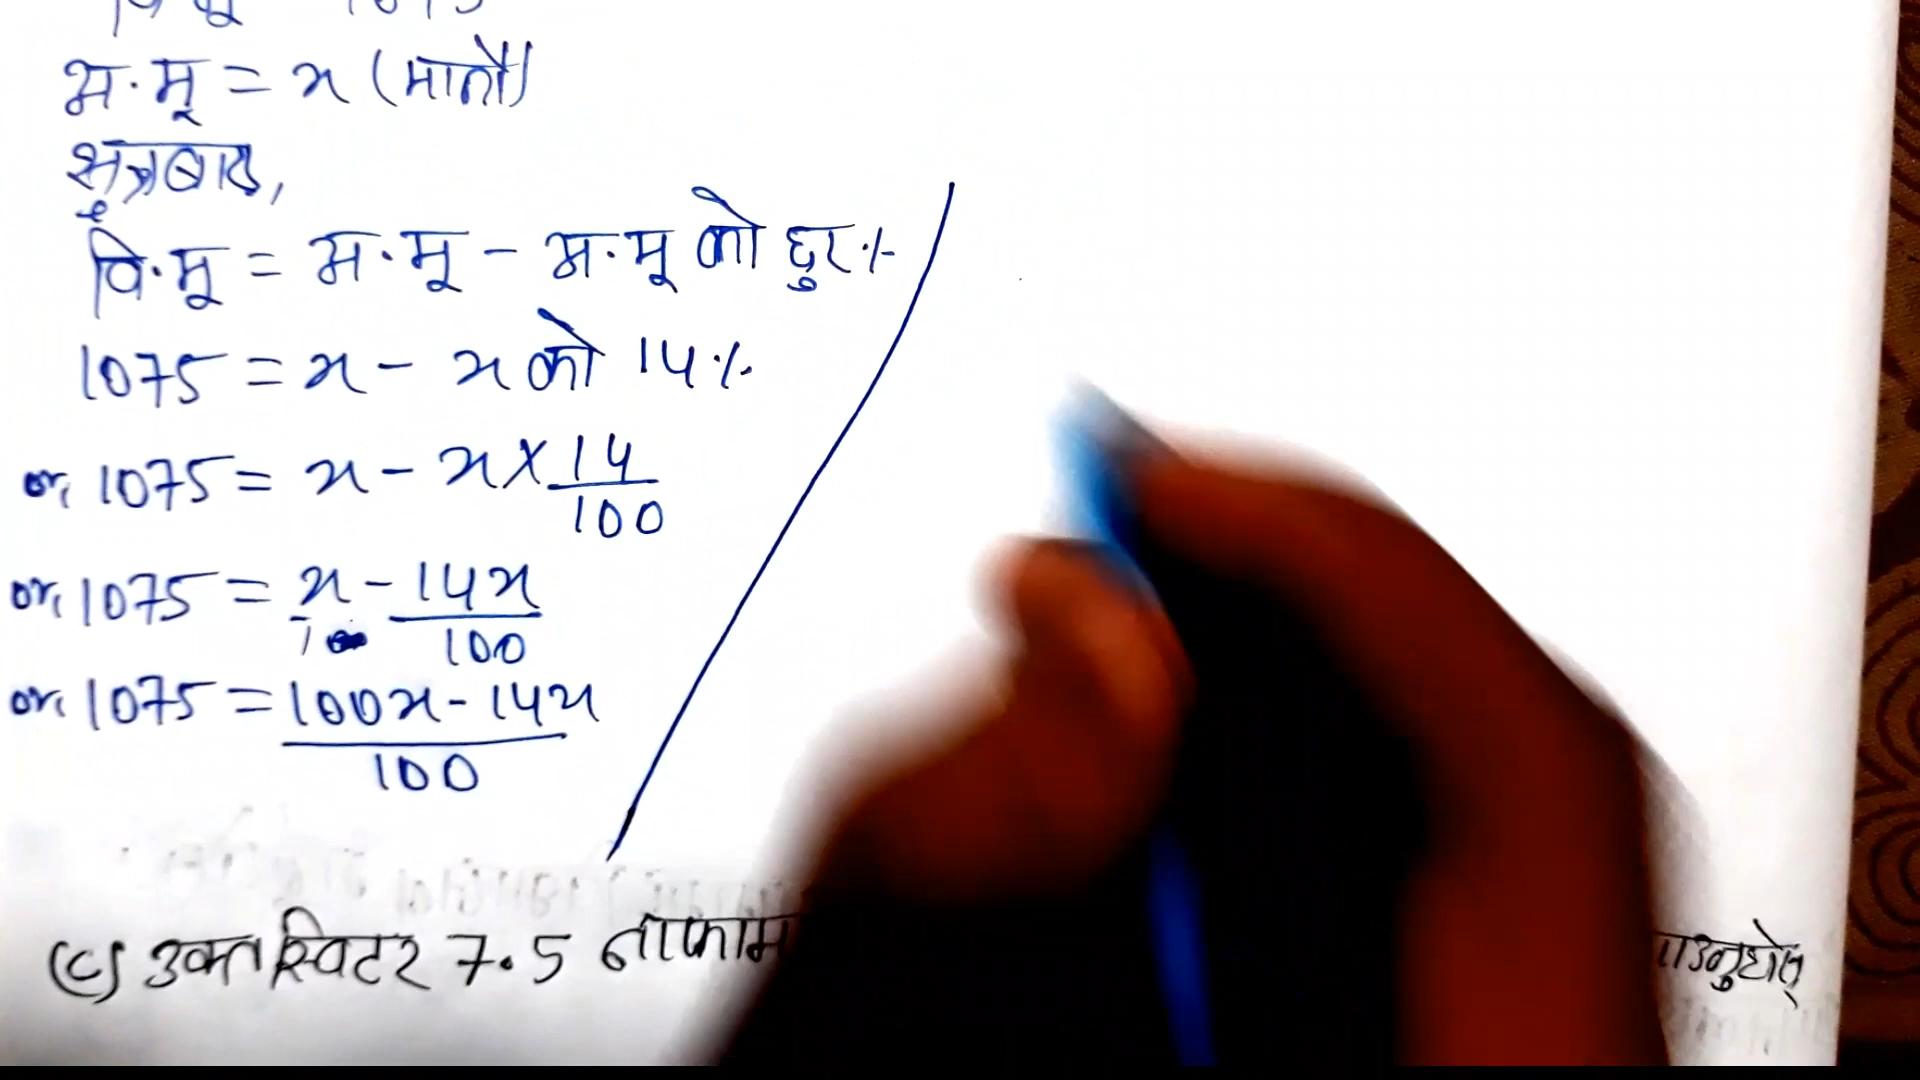 अ.मू = x (मानौ)
सूत्रबाट,
वि.मू = अ.मू - अ.मू को छुट %
1075 = x - x को 14%
or, 1075 = x - x × 14/100
or, 1075 = x - 14x/100
or, 1075 = 100x - 14x/100
(c) उक्त स्विटर 7.5 नाफामा